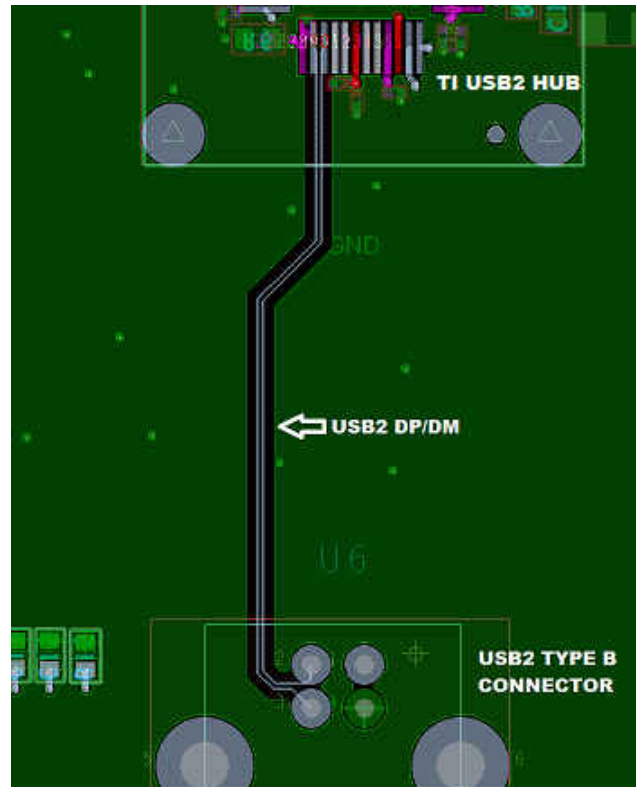 TI USB2 HUB
GND
USB2 DP/DM
U6
USB2 TYPE B
CONNECTOR